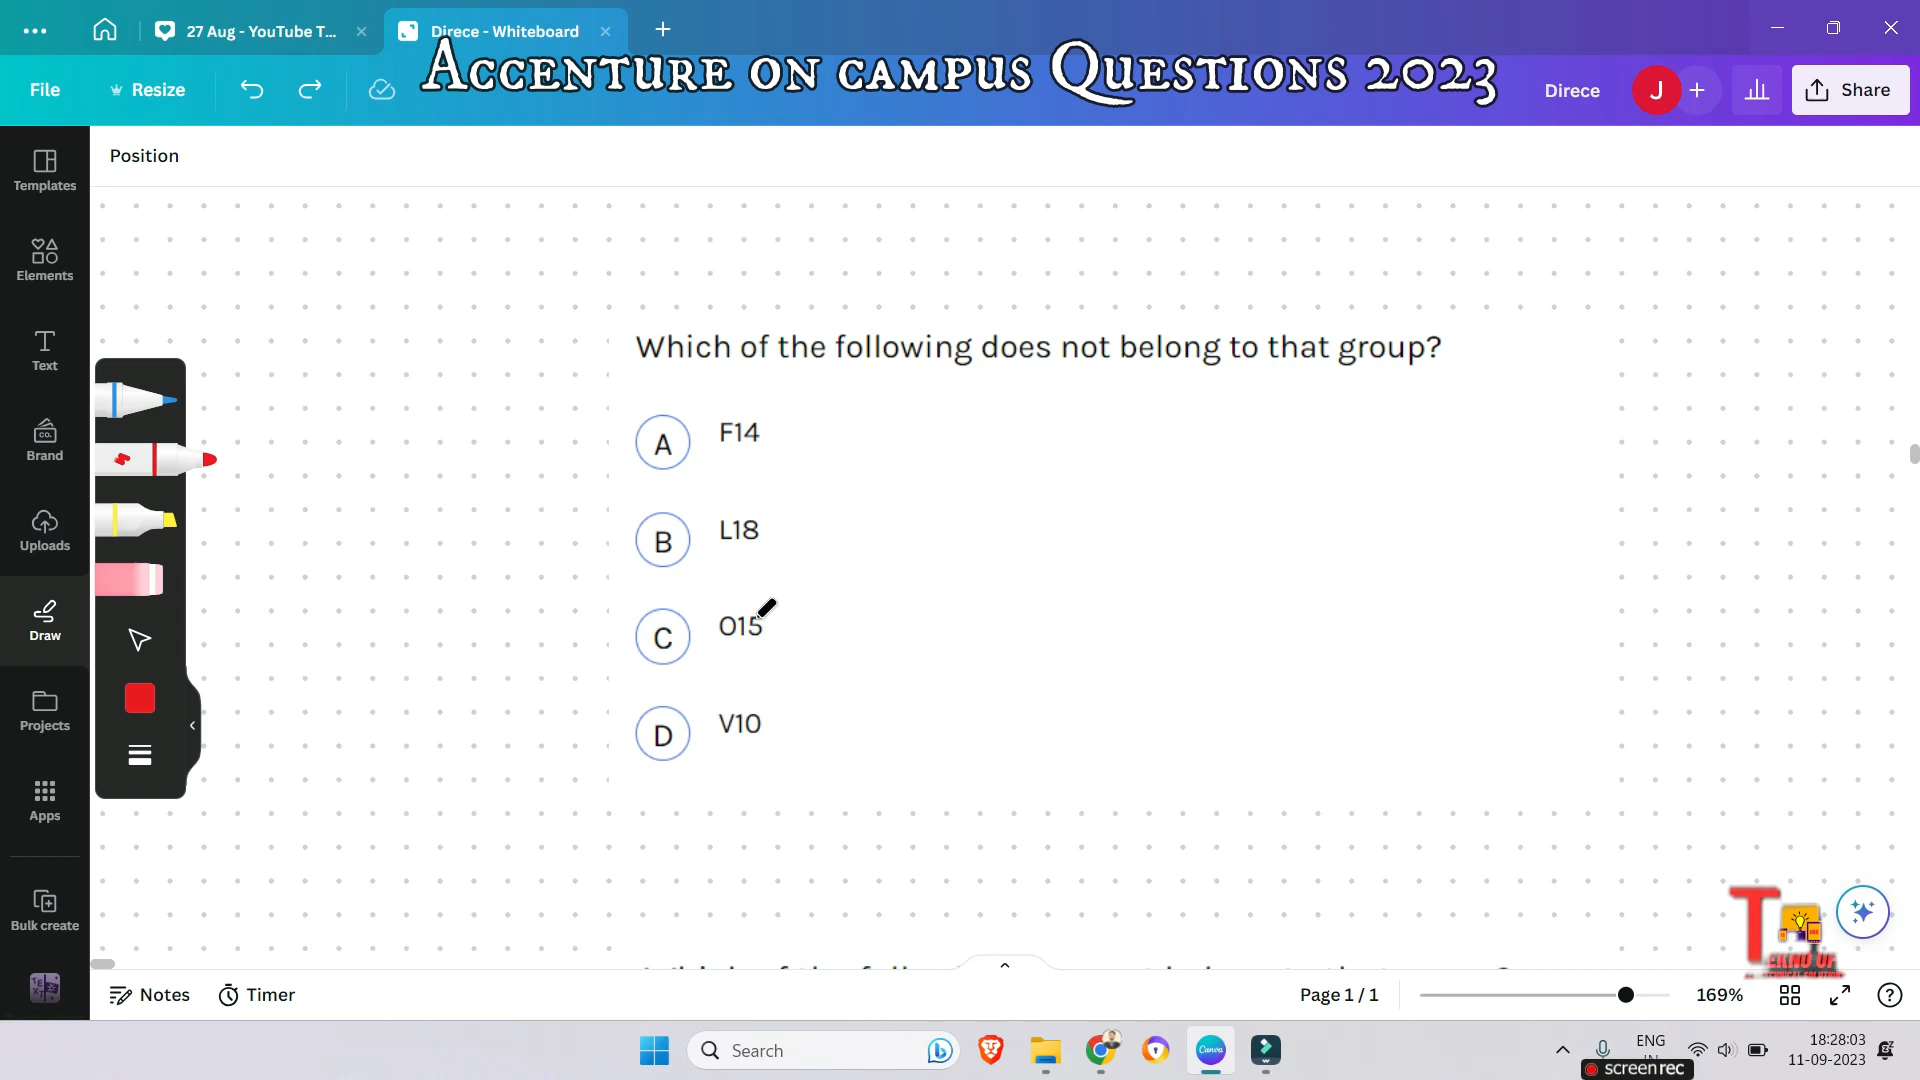 27 Aug - YouTube T...
Direce - Whiteboard
Accenture on campus Questions 2023
File
Resize
Direce
J
Share
Position
Templates
Elements
Text
CO.
Brand
Uploads
Draw
Projects
Apps
Bulk create
Which of the following does not belong to that group?
A F14
B L18
C O15
D V10
Notes
Timer
Page 1 / 1
169%
Search
Canva
ENG
18:28:03
11-09-2023
screenrec